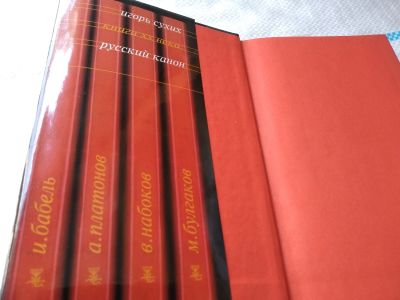 игорь сухих
книги xx века
русский канон
и.бабель
а.платонов
в.набоков
м.булгаков